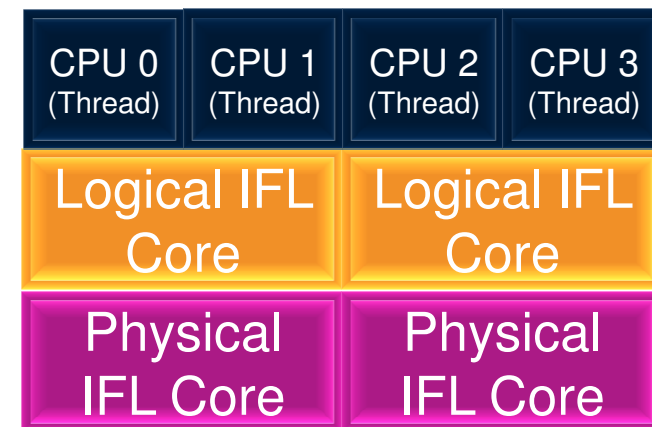 CPU 0 CPU 1 CPU 2 CPU 3
(Thread) (Thread) (Thread) (Thread)
Logical IFL Logical IFL
Core Core
Physical Physical
IFL Core IFL Core